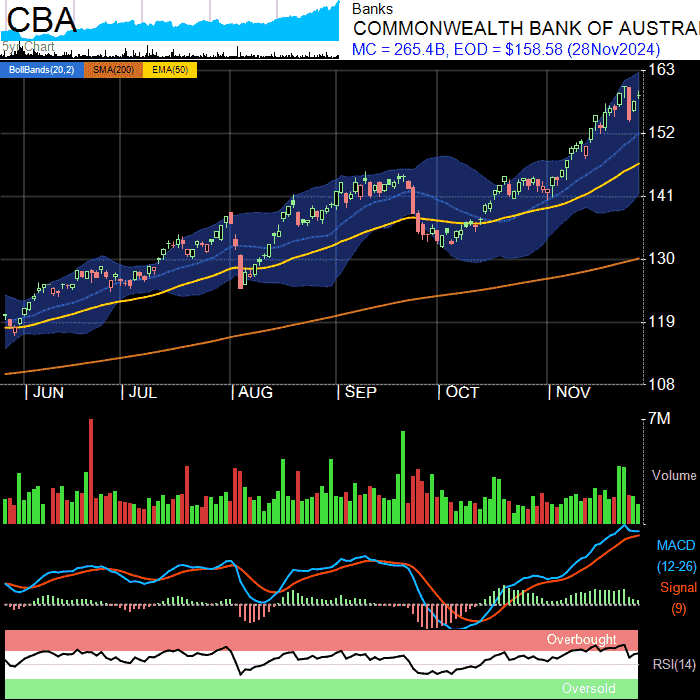 CBA
5yr Chart
Banks
COMMONWEALTH BANK OF AUSTRA
MC = 265.4B, EOD = $158.58 (28Nov2024)
BollBands(20,2) SMA(200) EMA(50)
163
152
141
130
119
108
JUN JUL AUG SEP OCT NOV
7M
Volume
MACD
(12-26)
Signal
(9)
Overbought
RSI(14)
Oversold